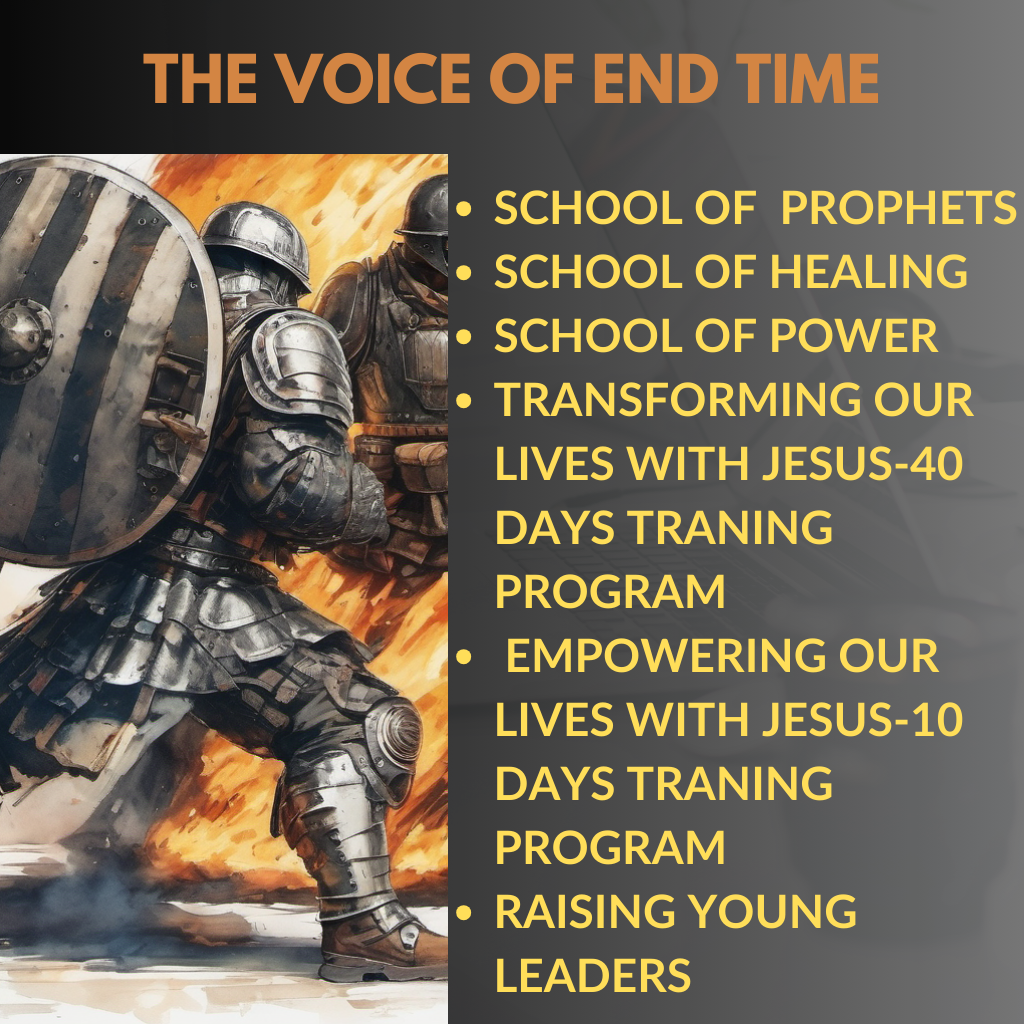 THE VOICE OF END TIME
• SCHOOL OF  PROPHETS
• SCHOOL OF HEALING
• SCHOOL OF POWER
• TRANSFORMING OUR
LIVES WITH JESUS-40
DAYS TRANING
PROGRAM
•  EMPOWERING OUR
LIVES WITH JESUS-10
DAYS TRANING
PROGRAM
• RAISING YOUNG
LEADERS